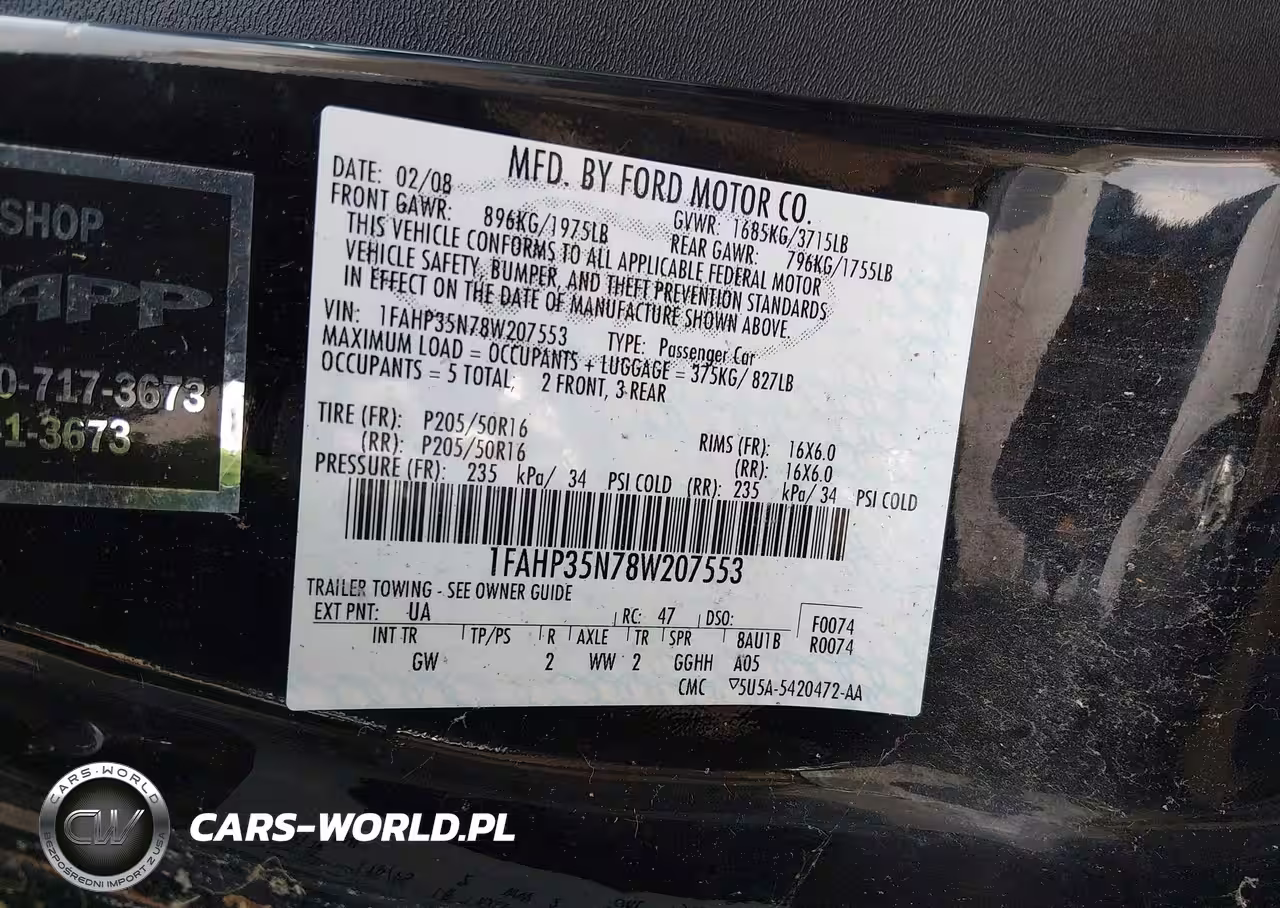 SHOP
APP
0-717-3673
1-3673
MFD. BY FORD MOTOR CO.
DATE: 02/08
GVWR: 1685KG/3715LB
FRONT GAWR: 896KG/1975LB REAR GAWR: 796KG/1755LB
THIS VEHICLE CONFORMS TO ALL APPLICABLE FEDERAL MOTOR
VEHICLE SAFETY, BUMPER, AND THEFT PREVENTION STANDARDS
IN EFFECT ON THE DATE OF MANUFACTURE SHOWN ABOVE.
VIN: 1FAHP35N78W207553 TYPE: Passenger Car
MAXIMUM LOAD = OCCUPANTS + LUGGAGE = 375KG/ 827LB
OCCUPANTS = 5 TOTAL, 2 FRONT, 3 REAR
TIRE (FR): P205/50R16 RIMS (FR): 16X6.0
(RR): P205/50R16 (RR): 16X6.0
PRESSURE (FR): 235 kPa/ 34 PSI COLD (RR): 235 kPa/ 34 PSI COLD
1FAHP35N78W207553
TRAILER TOWING - SEE OWNER GUIDE
EXT PNT: UA RC: 47 DSO: F0074
INT TR TP/PS R AXLE TR SPR 8AU1B R0074
GW 2 WW 2 GGHH A05
CMC ▽5U5A-5420472-AA
CARS-WORLD
CW
BEZPOŚREDNI IMPORT Z USA
CARS-WORLD.PL